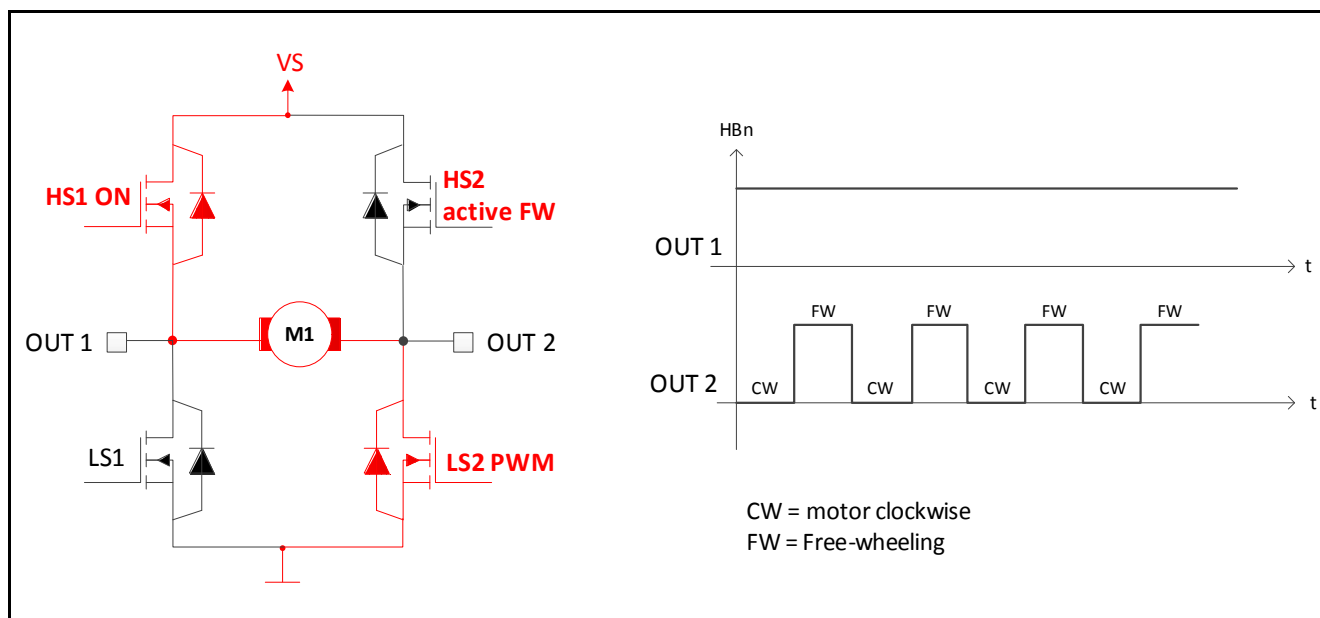 VS
HS1 ON
HS2
active FW
OUT 1
M1
OUT 2
LS1
LS2 PWM
HBn
OUT 1
t
FW
FW
FW
FW
OUT 2
CW
CW
CW
CW
t
CW = motor clockwise
FW = Free-wheeling